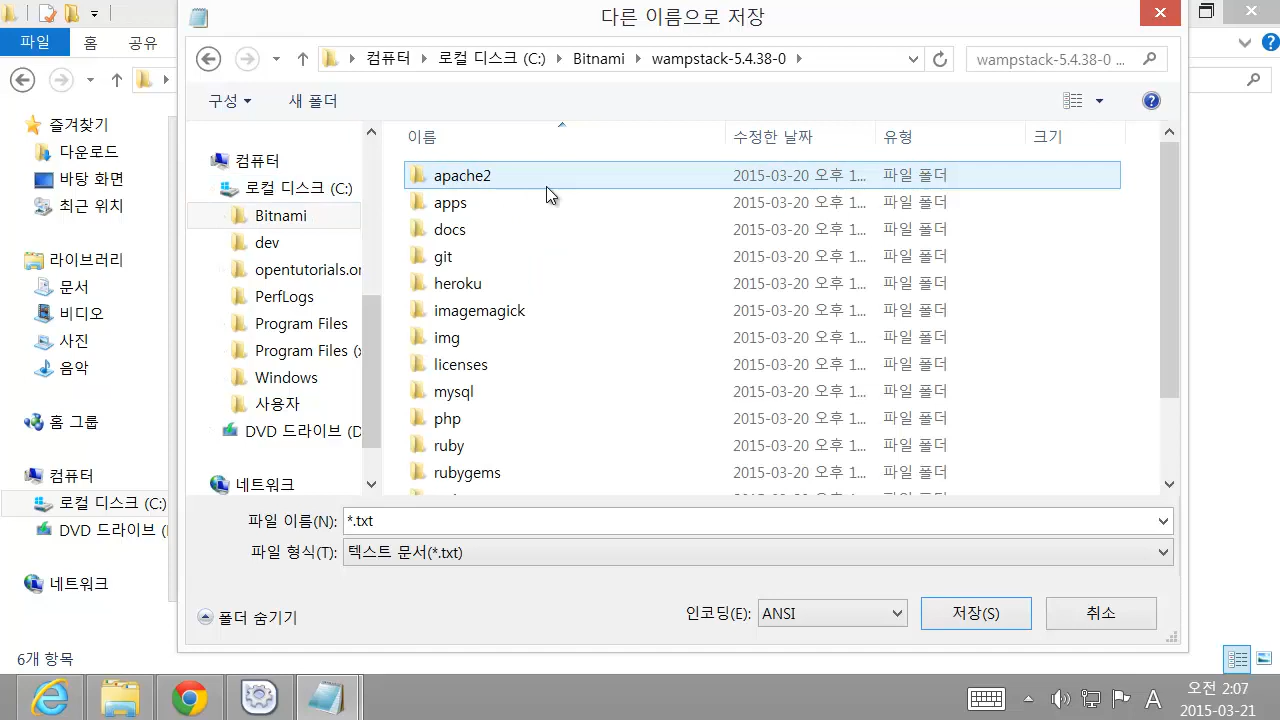 다른 이름으로 저장
파일 홈 공유
컴퓨터 로컬 디스크 (C:) Bitnami wampstack-5.4.38-0
wampstack-5.4.38-0 ...
구성 새 폴더
즐겨찾기
다운로드
바탕 화면
최근 위치
라이브러리
문서
비디오
사진
음악
홈 그룹
컴퓨터
로컬 디스크 (C:)
DVD 드라이브 (
네트워크
6개 항목
컴퓨터
로컬 디스크 (C:)
Bitnami
dev
opentutorials.or
PerfLogs
Program Files
Program Files (
Windows
사용자
DVD 드라이브 (D
네트워크
이름 수정한 날짜 유형 크기
apache2 2015-03-20 오후 1... 파일 폴더
apps 2015-03-20 오후 1... 파일 폴더
docs 2015-03-20 오후 1... 파일 폴더
git 2015-03-20 오후 1... 파일 폴더
heroku 2015-03-20 오후 1... 파일 폴더
imagemagick 2015-03-20 오후 1... 파일 폴더
img 2015-03-20 오후 1... 파일 폴더
licenses 2015-03-20 오후 1... 파일 폴더
mysql 2015-03-20 오후 1... 파일 폴더
php 2015-03-20 오후 1... 파일 폴더
ruby 2015-03-20 오후 1... 파일 폴더
rubygems 2015-03-20 오후 1... 파일 폴더
파일 이름(N): *.txt
파일 형식(T): 텍스트 문서(*.txt)
폴더 숨기기 인코딩(E): ANSI 저장(S) 취소
A 오전 2:07
2015-03-21